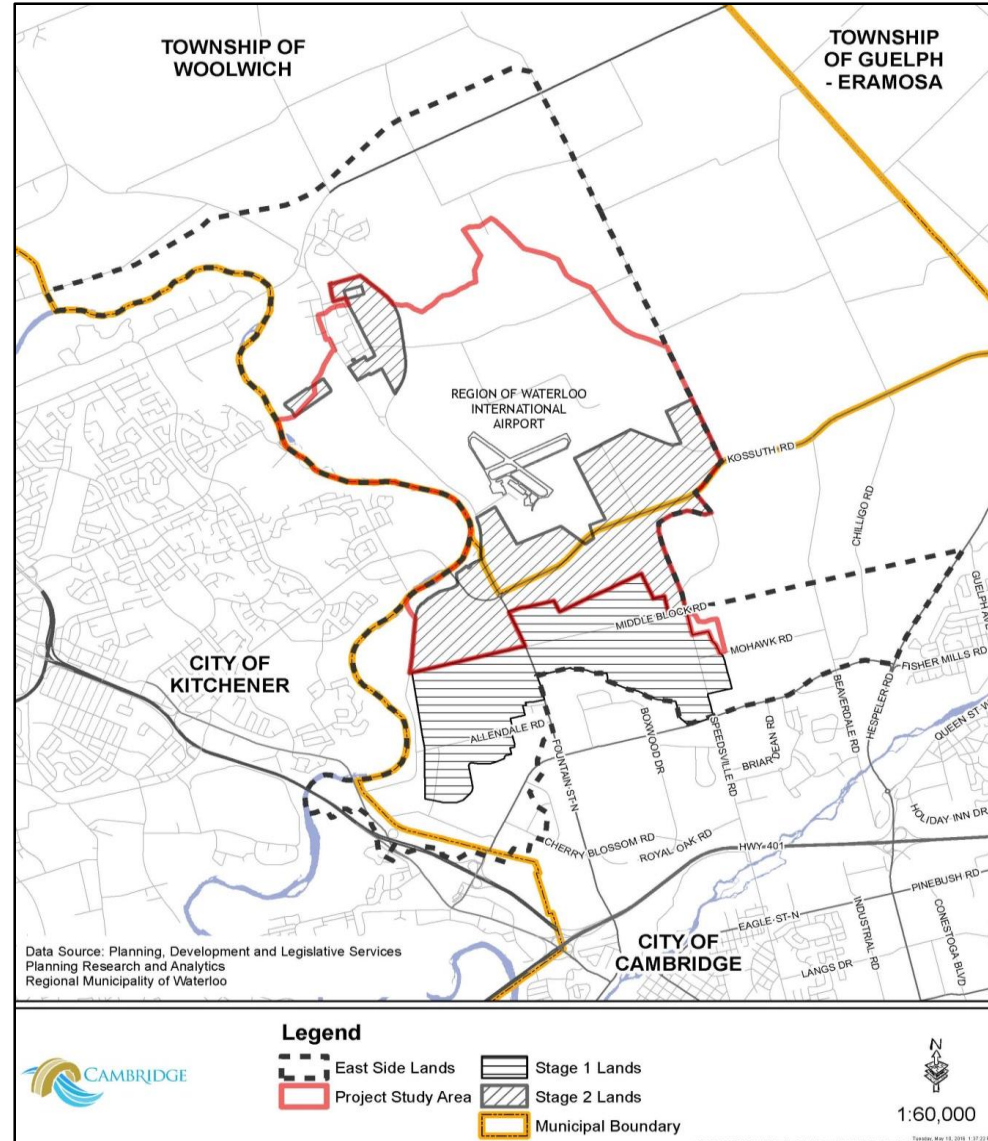 TOWNSHIP OF
WOOLWICH
TOWNSHIP
OF GUELPH
- ERAMOSA
REGION OF WATERLOO
INTERNATIONAL
AIRPORT
KOSSUTH RD
CHILLIGO RD
GUELPH AVE
MIDDLE BLOCK RD
MOHAWK RD
FISHER MILLS RD
CITY OF
KITCHENER
ALLENDALE RD
FOUNTAIN ST N
BOXWOOD DR
SPEEDSVILLE RD
BRIAR DEAN RD
BEAVERDALE RD
HESPELER RD
QUEEN ST W
HOLIDAY INN DR
CHERRY BLOSSOM RD
ROYAL OAK RD
HWY 401
PINEBUSH RD
EAGLE ST N
INDUSTRIAL RD
CONESTOGA BLVD
LANGS DR
CITY OF
CAMBRIDGE
Data Source: Planning, Development and Legislative Services
Planning Research and Analytics
Regional Municipality of Waterloo
Legend
East Side Lands
Project Study Area
Stage 1 Lands
Stage 2 Lands
Municipal Boundary
CAMBRIDGE
N
1:60,000